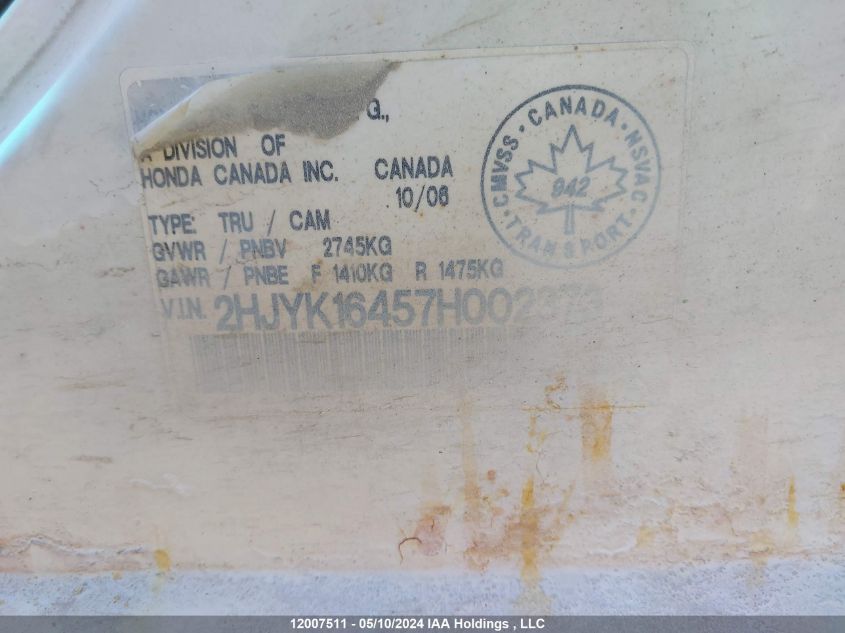 G.,
A DIVISION OF
HONDA CANADA INC. CANADA
10/06
TYPE: TRU / CAM
GVWR / PNBV 2745KG
GAWR / PNBE F 1410KG R 1475KG
V.I.N.
CMVSS · CANADA · NSVAC · TRANSPORT ·
942
12007511 - 05/10/2024 IAA Holdings , LLC